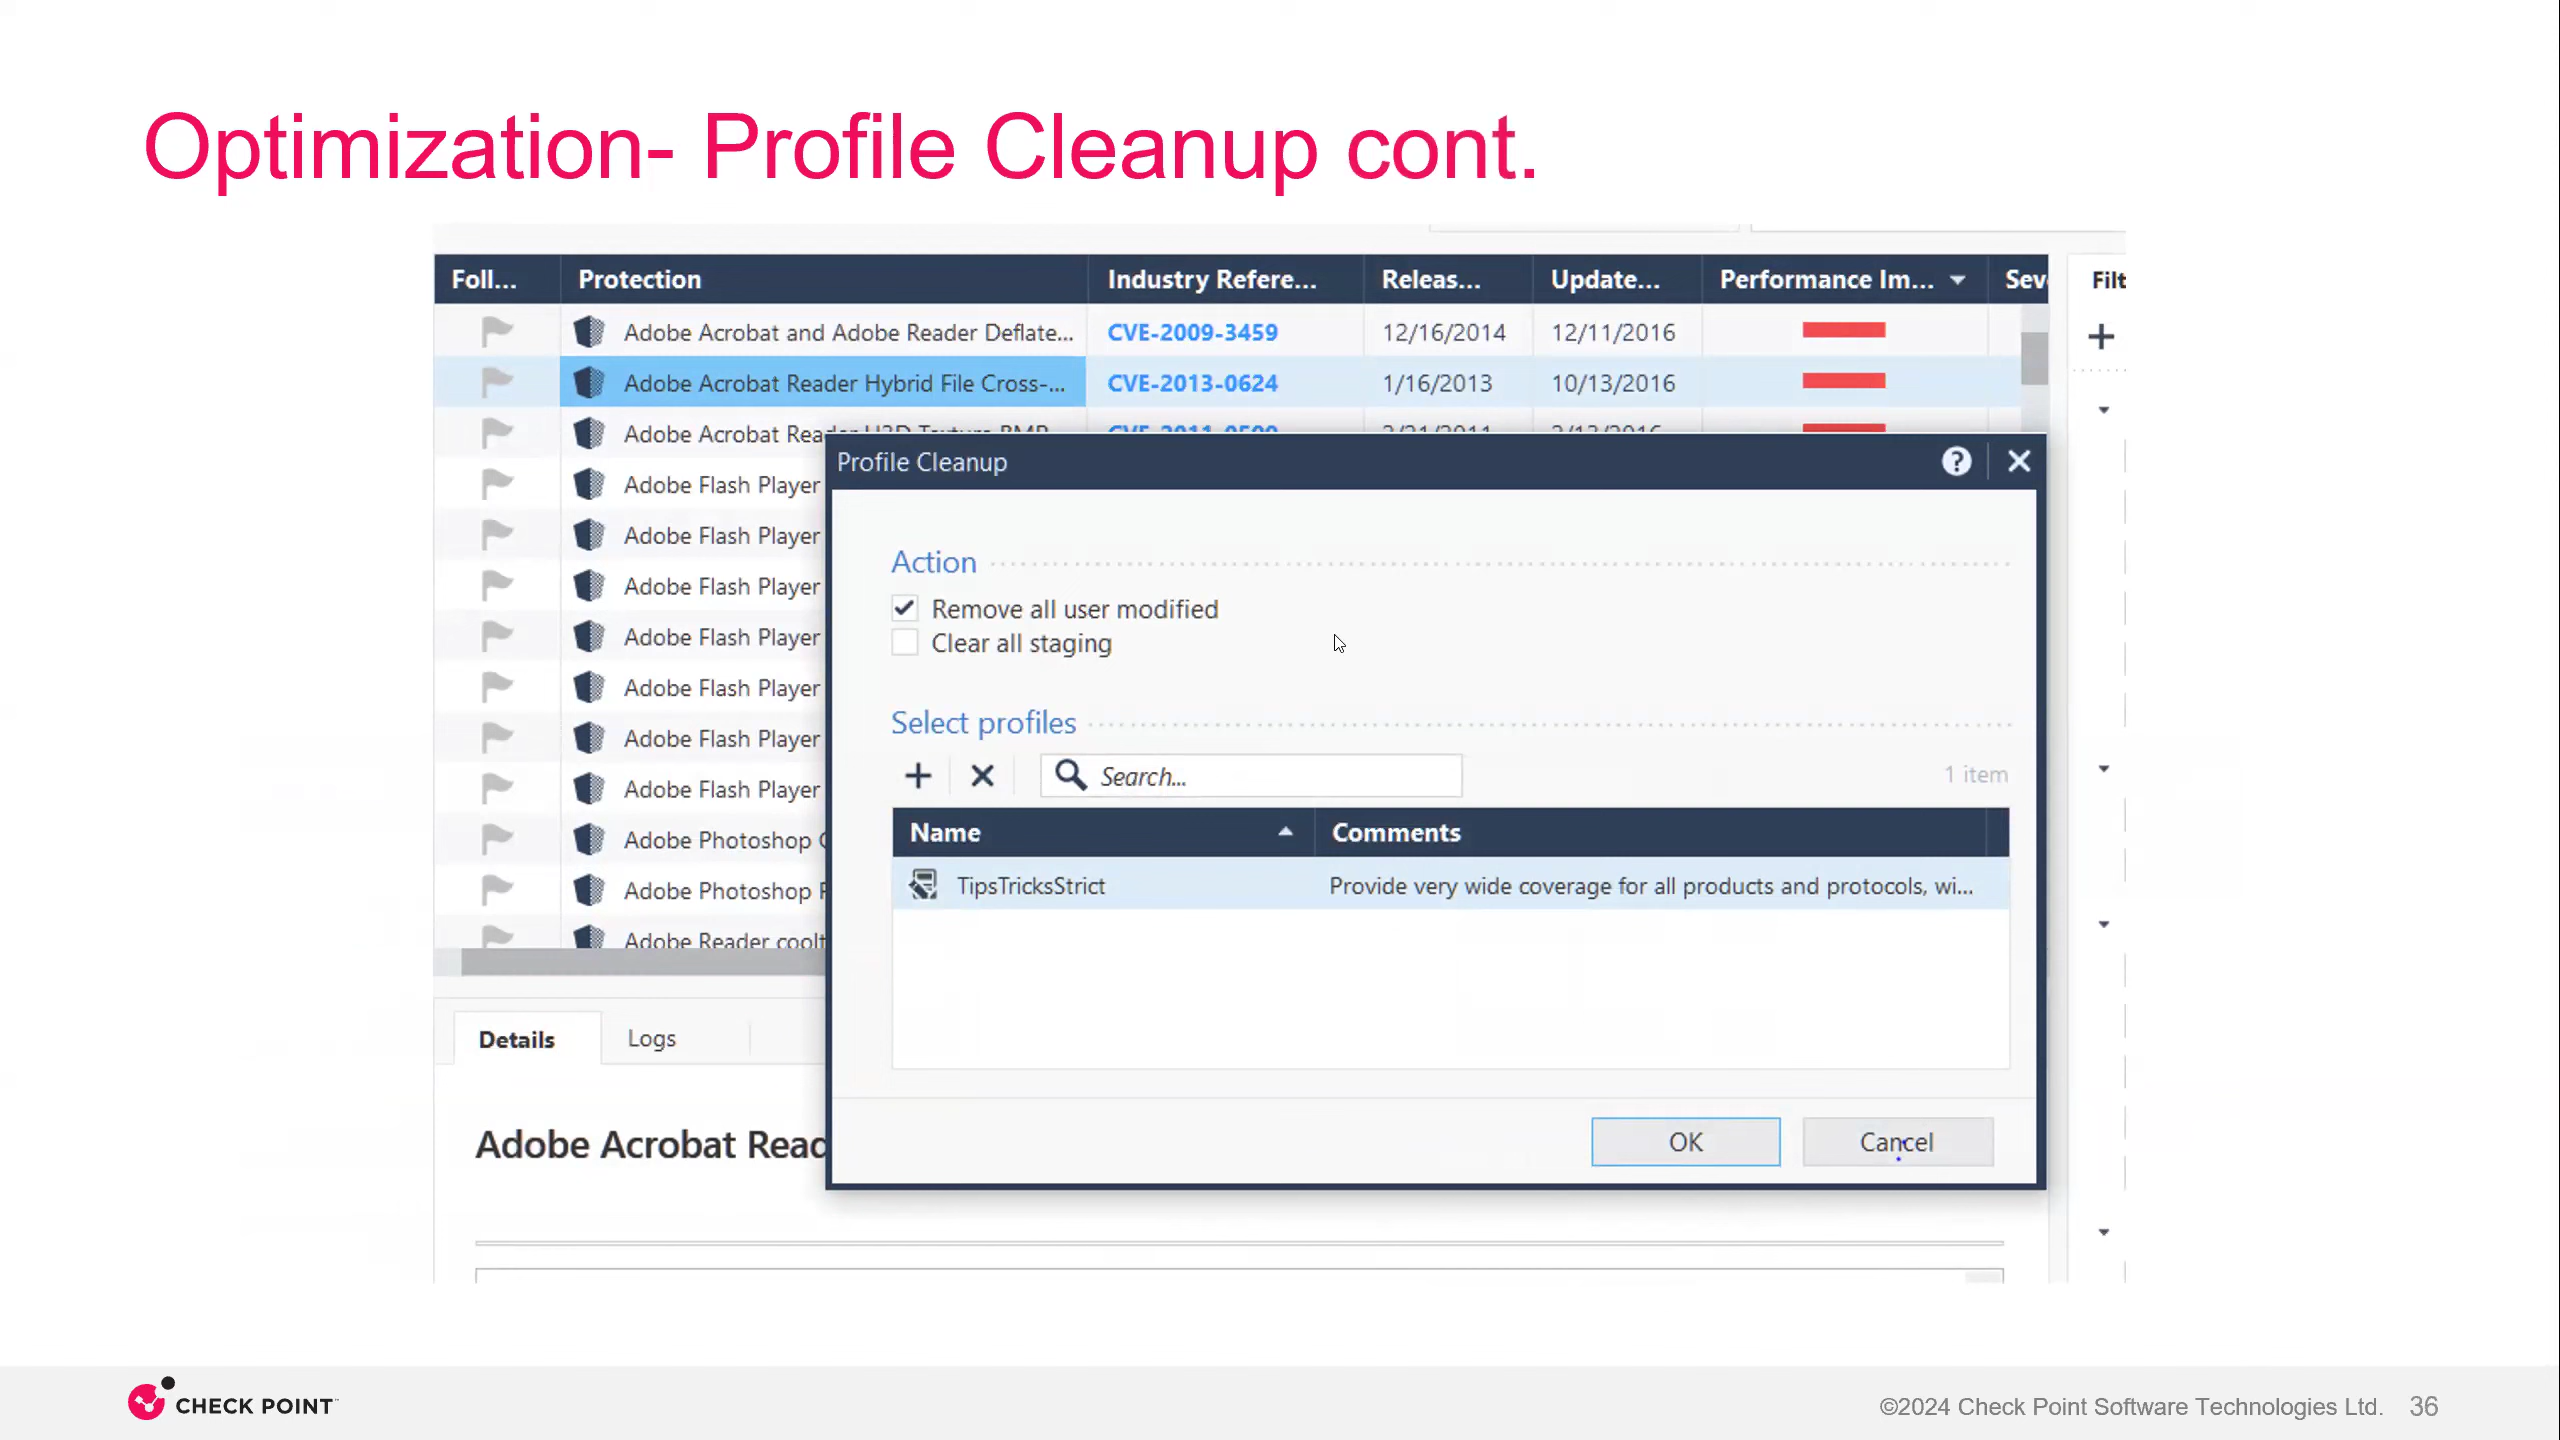 Optimization- Profile Cleanup cont.
Foll... Protection Industry Refere... Releas... Update... Performance Im... Filt
Adobe Acrobat and Adobe Reader Deflate... CVE-2009-3459 12/16/2014 12/11/2016
Adobe Acrobat Reader Hybrid File Cross-... CVE-2013-0624 1/16/2013 10/13/2016
Adobe Acrobat
Profile Cleanup
Adobe Flash Player
Adobe Flash Player
Action
Adobe Flash Player
Remove all user modified
Adobe Flash Player
Clear all staging
Adobe Flash Player
Select profiles
Adobe Flash Player
Search... 1 item
Adobe Flash Player
Name Comments
Adobe Photoshop
TipsTricksStrict Provide very wide coverage for all products and protocols, wi...
Adobe Photoshop
Adobe Reader
Details Logs
Adobe Acrobat Read
OK Cancel
CHECK POINT
©2024 Check Point Software Technologies Ltd. 36